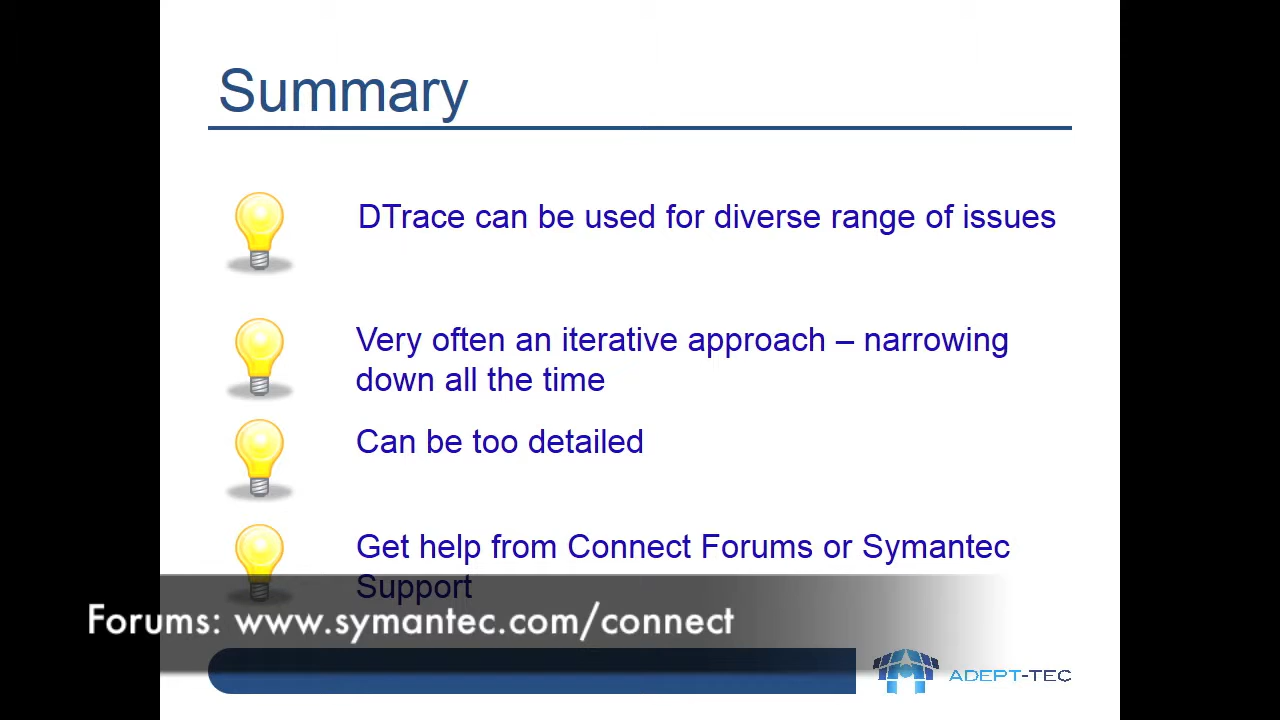 Summary
DTrace can be used for diverse range of issues
Very often an iterative approach – narrowing
down all the time
Can be too detailed
Get help from Connect Forums or Symantec
Support
Forums: www.symantec.com/connect
ADEPT-TEC